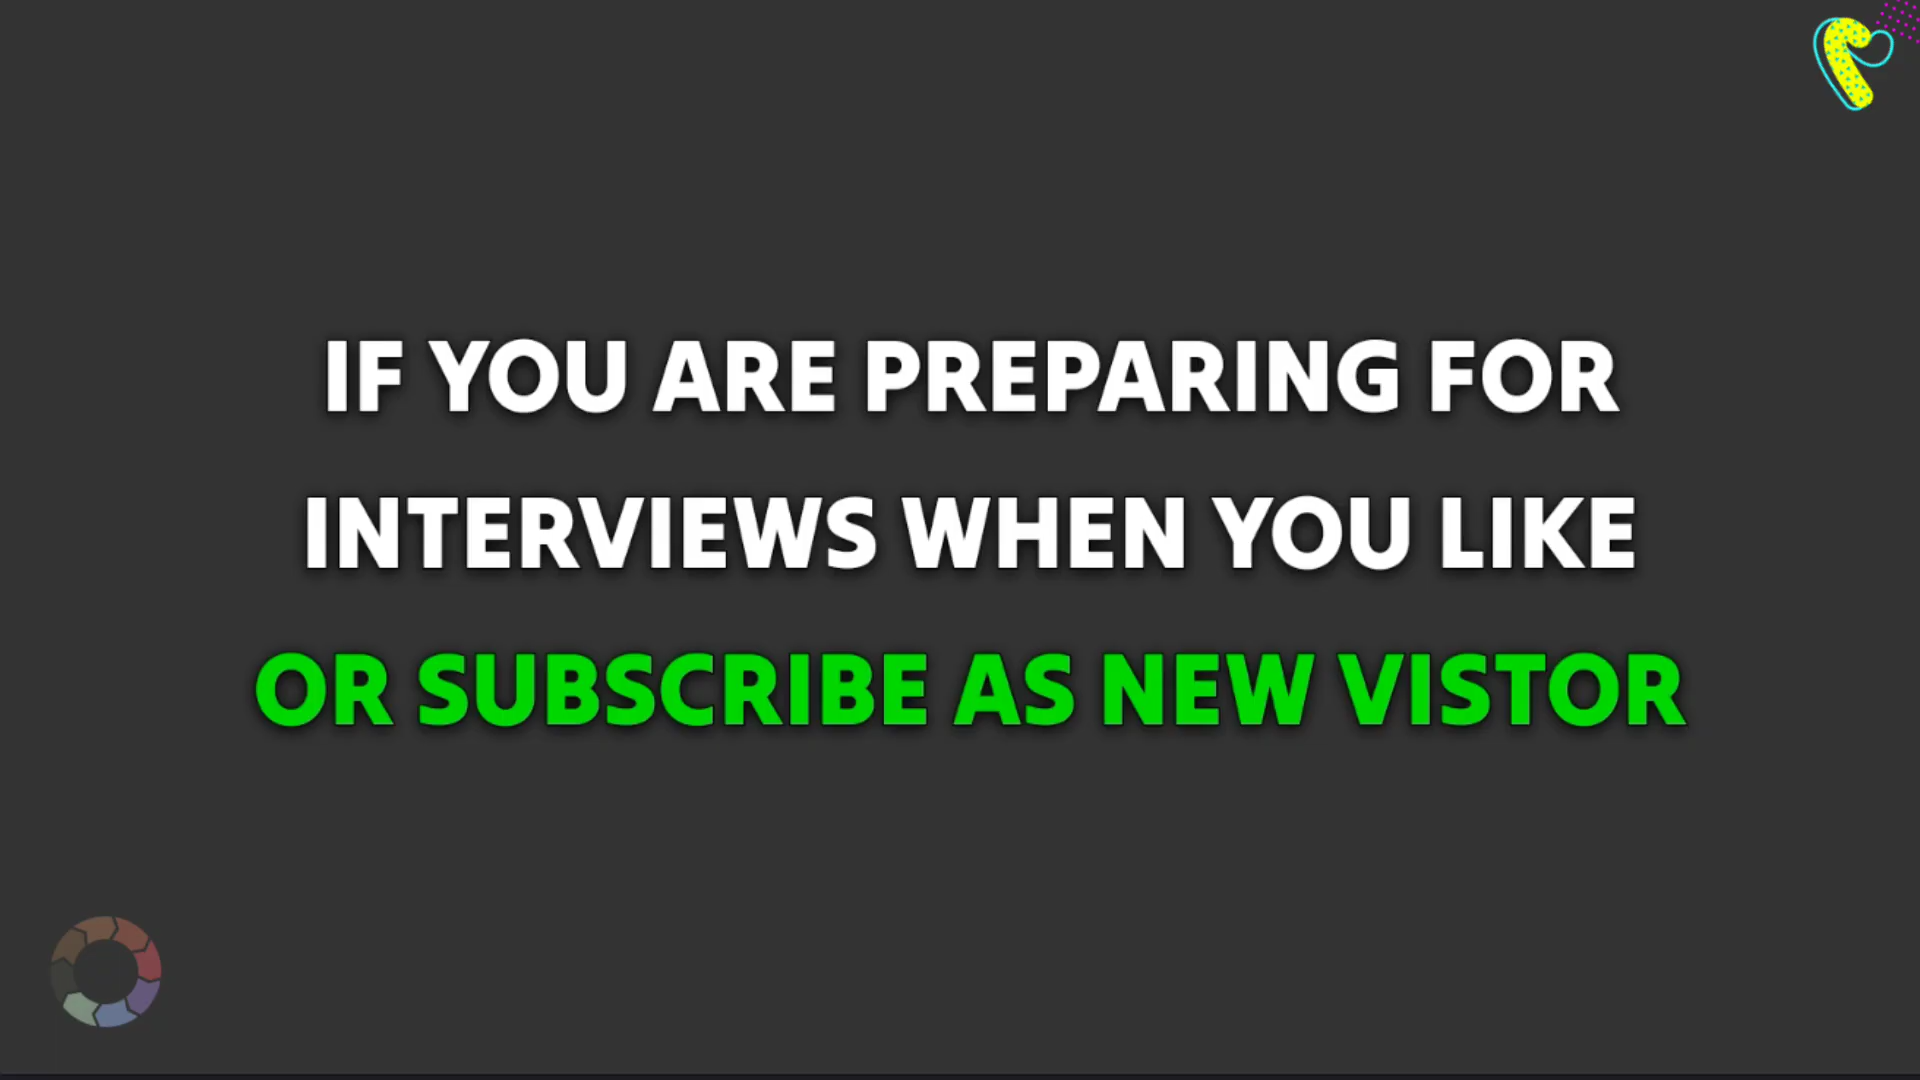 IF YOU ARE PREPARING FOR
INTERVIEWS WHEN YOU LIKE
OR SUBSCRIBE AS NEW VISTOR